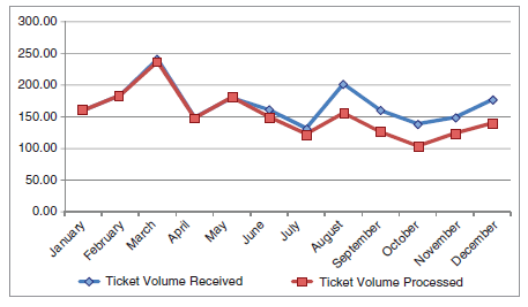 300.00
250.00
200.00
150.00
100.00
50.00
0.00
January
February
March
April
May
June
July
August
September
October
November
December
Ticket Volume Received
Ticket Volume Processed